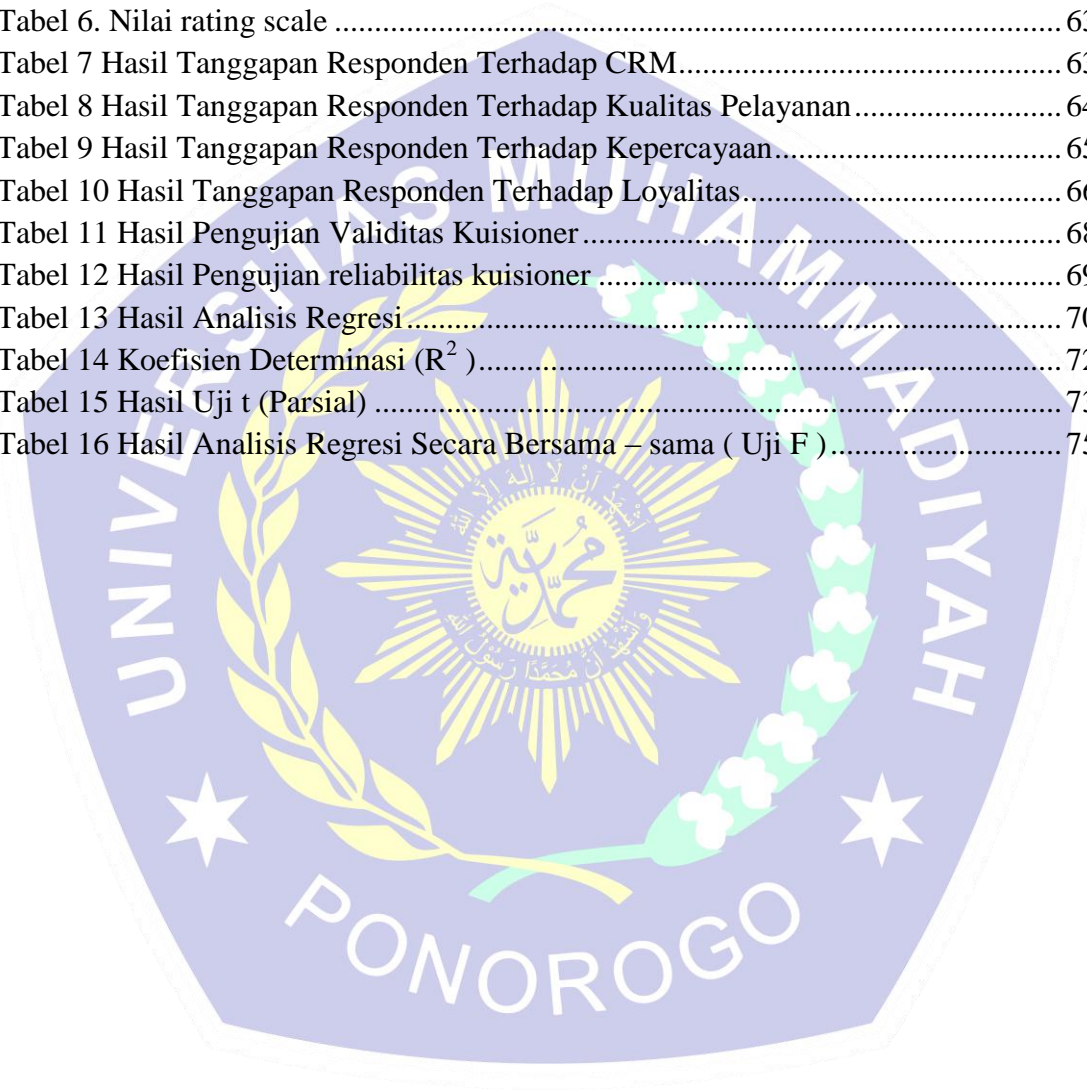 Tabel 6. Nilai rating scale ........................................................................................... 63
Tabel 7 Hasil Tanggapan Responden Terhadap CRM ............................................... 63
Tabel 8 Hasil Tanggapan Responden Terhadap Kualitas Pelayanan ......................... 64
Tabel 9 Hasil Tanggapan Responden Terhadap Kepercayaan ................................... 65
Tabel 10 Hasil Tanggapan Responden Terhadap Loyalitas ....................................... 66
Tabel 11 Hasil Pengujian Validitas Kuisioner ............................................................ 68
Tabel 12 Hasil Pengujian reliabilitas kuisioner .......................................................... 69
Tabel 13 Hasil Analisis Regresi .................................................................................. 70
Tabel 14 Koefisien Determinasi (R² ) ......................................................................... 72
Tabel 15 Hasil Uji t (Parsial) ...................................................................................... 73
Tabel 16 Hasil Analisis Regresi Secara Bersama – sama ( Uji F ) ............................. 75
UNIVERSITAS MUHAMMADIYAH
أَشْهَدُ أَنْ لَا إِلٰهَ إِلَّا اللهُ
محمدية
وَأَشْهَدُ أَنَّ مُحَمَّدًا رَسُولُ اللهِ
PONOROGO